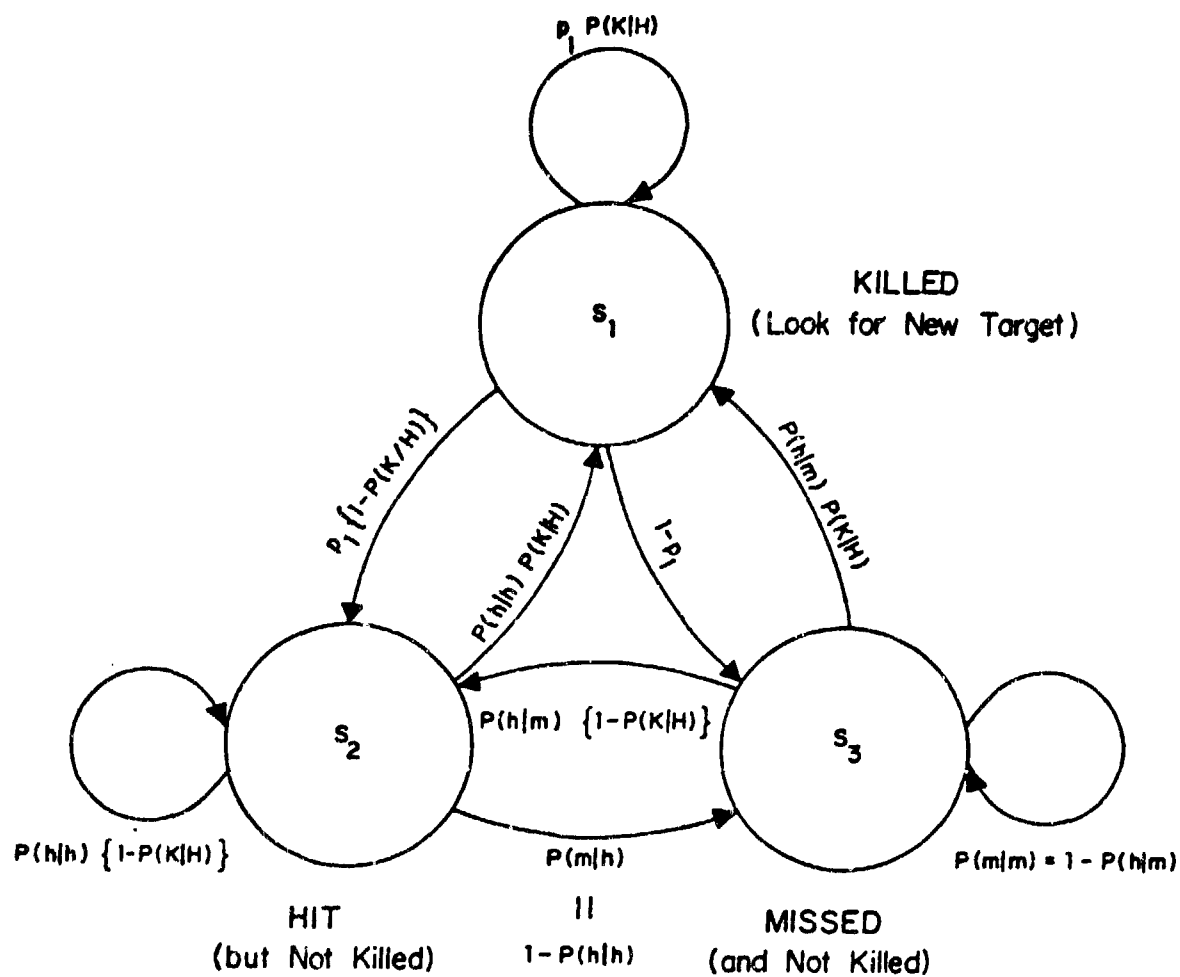 p₁ P(K|H)
S₁
KILLED
(Look for New Target)
p₁ {1-P(K/H)}
P(h|h) P(K|H)
1-p₁
P(h|m) P(K|H)
S₂
P(h|m) {1-P(K|H)}
S₃
P(h|h) {1-P(K|H)}
P(m|h)
P(m|m) = 1 - P(h|m)
HIT
(but Not Killed)
||
1-P(h|h)
MISSED
(and Not Killed)